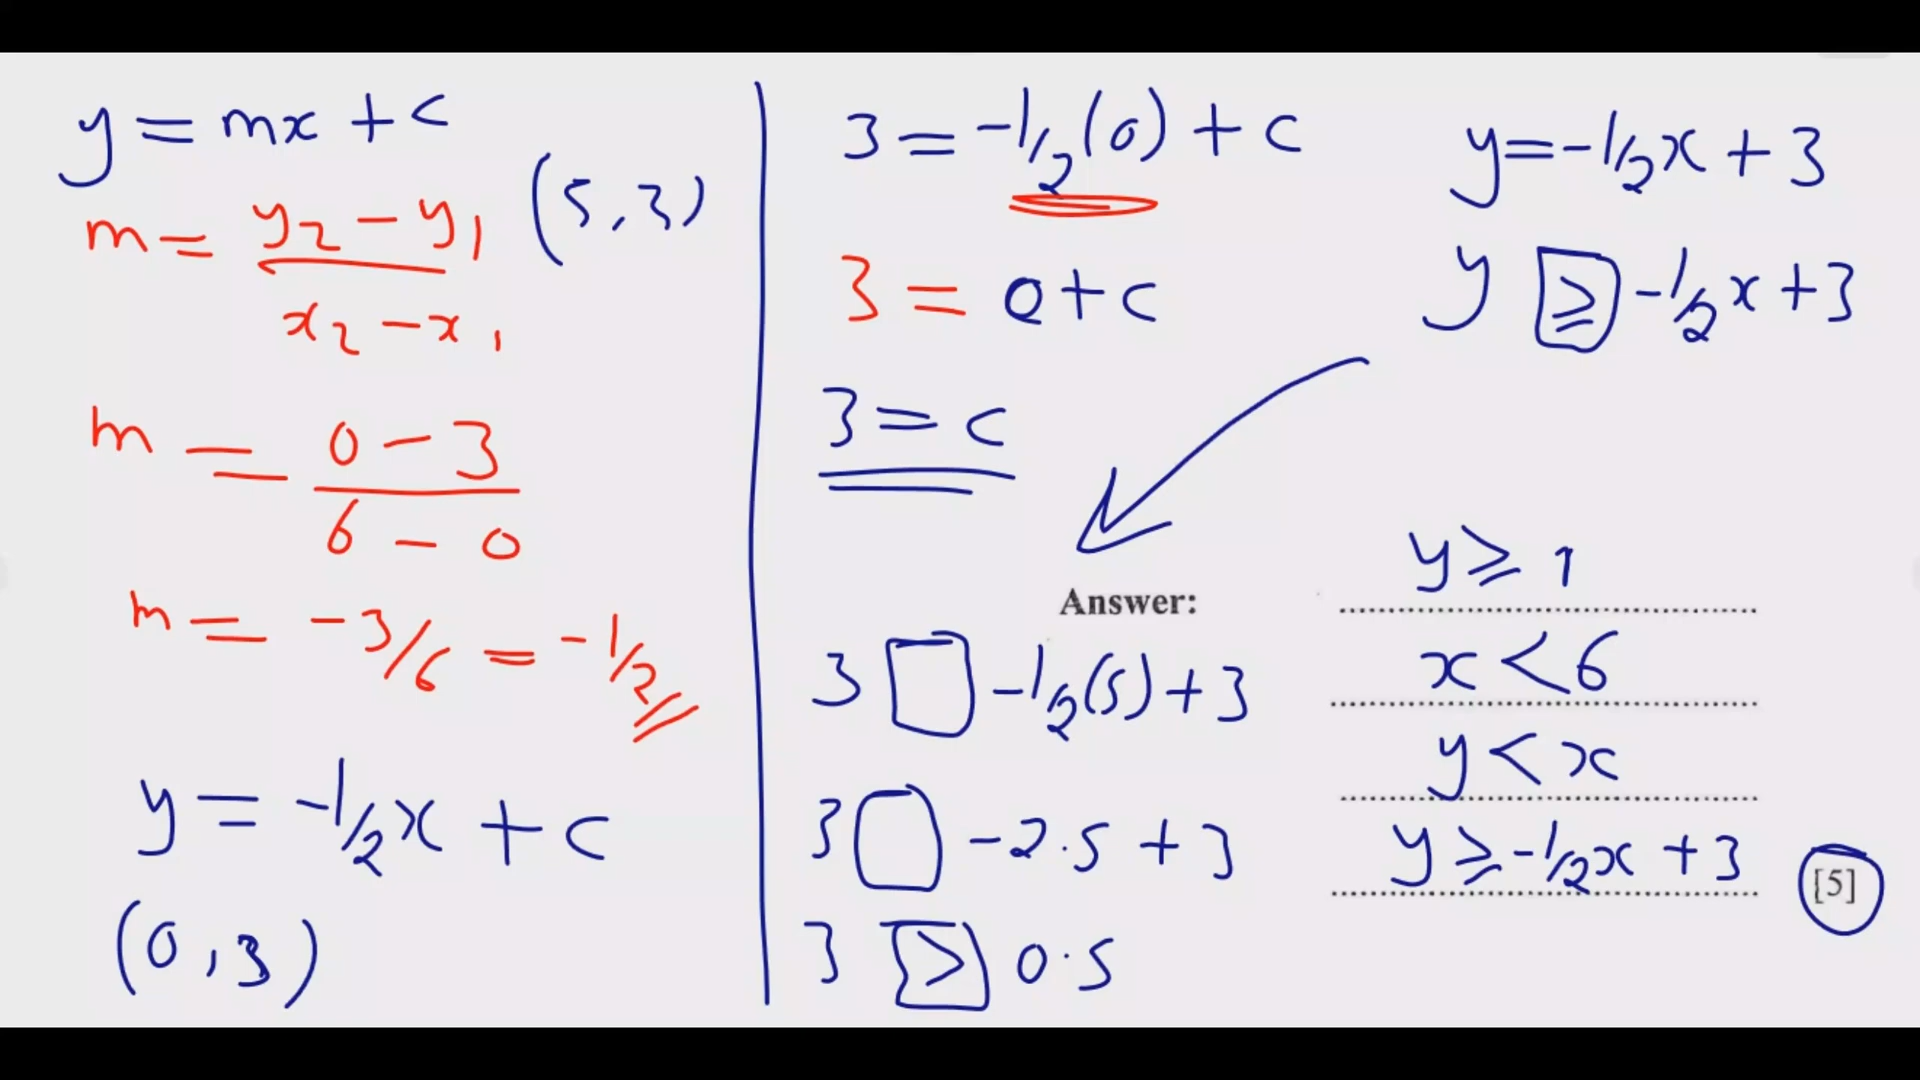 y = mx + c
m = y₂ - y₁ / x₂ - x₁
(5, 3)
m = 0 - 3 / 6 - 0
m = -3/6 = -1/2
y = -1/2x + c
(0, 3)
3 = -1/2(0) + c
3 = 0 + c
3 = c
3 □ -1/2(5) + 3
3 □ -2.5 + 3
3 > 0.5
y = -1/2x + 3
y ≥ -1/2x + 3
Answer:
y ≥ 1
x < 6
y < x
y ≥ -1/2x + 3
[5]